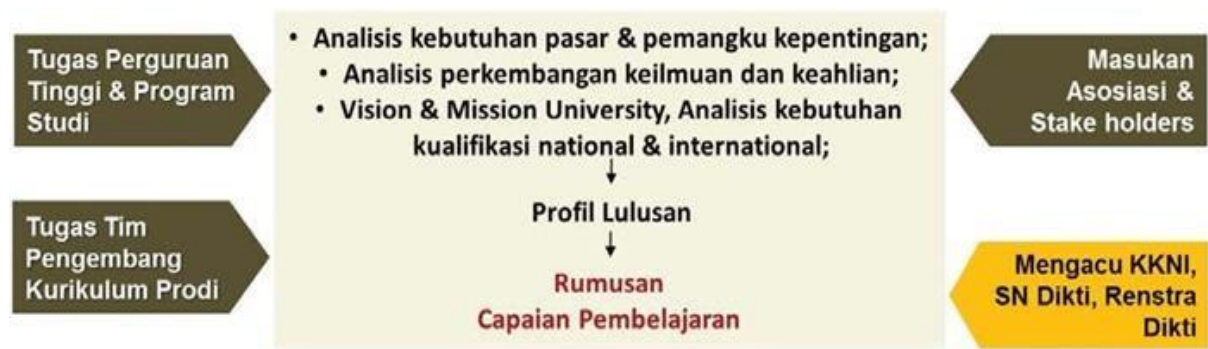 Tugas Perguruan
Tinggi & Program
Studi
• Analisis kebutuhan pasar & pemangku kepentingan;
• Analisis perkembangan keilmuan dan keahlian;
• Vision & Mission University, Analisis kebutuhan
kualifikasi national & international;
Masukan
Asosiasi &
Stake holders
Tugas Tim
Pengembang
Kurikulum Prodi
Profil Lulusan
Rumusan
Capaian Pembelajaran
Mengacu KKNI,
SN Dikti, Renstra
Dikti